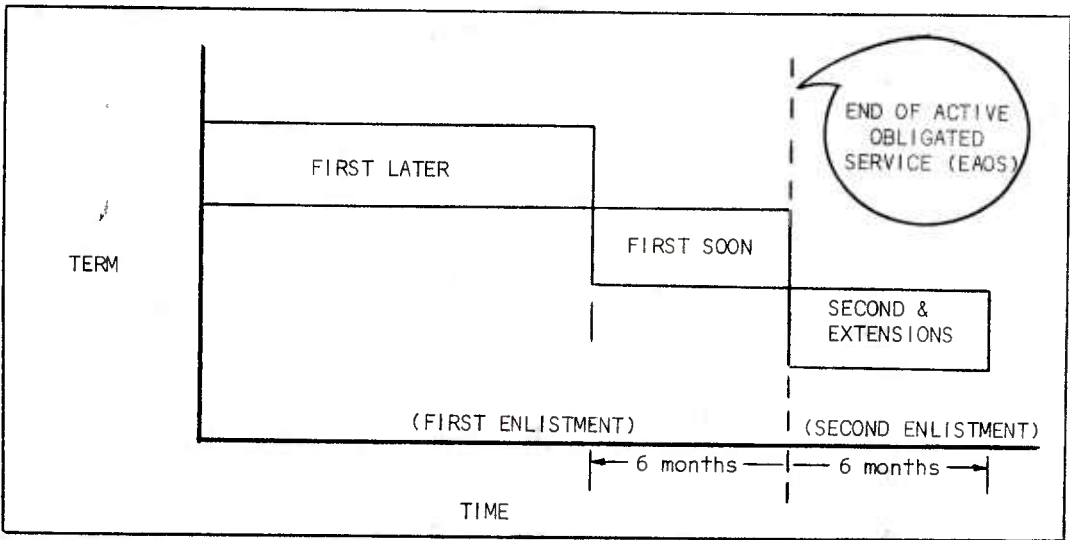 END OF ACTIVE
OBLIGATED
SERVICE (EAOS)
FIRST LATER
FIRST SOON
TERM
SECOND &
EXTENSIONS
(FIRST ENLISTMENT)
(SECOND ENLISTMENT)
6 months
6 months
TIME